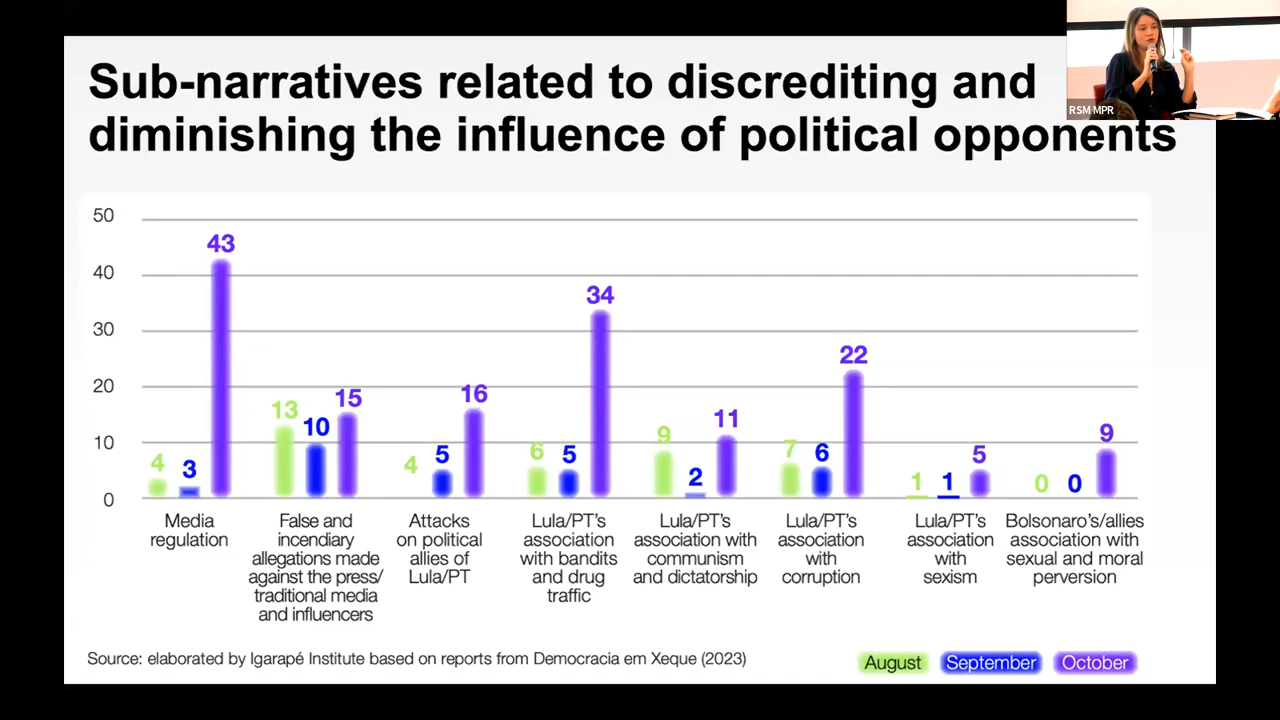 Sub-narratives related to discrediting and
diminishing the influence of political opponents
RSM MPR
50
40
30
20
10
0
4
3
43
13
10
15
4
5
16
6
5
34
9
2
11
7
6
22
1
1
5
0
0
9
Media
regulation
False and
incendiary
allegations made
against the press/
traditional media
and influencers
Attacks
on political
allies of
Lula/PT
Lula/PT's
association
with bandits
and drug
traffic
Lula/PT's
association with
communism
and dictatorship
Lula/PT's
association
with
corruption
Lula/PT's
association
with
sexism
Bolsonaro's/allies
association with
sexual and moral
perversion
Source: elaborated by Igarapé Institute based on reports from Democracia em Xeque (2023)
August
September
October